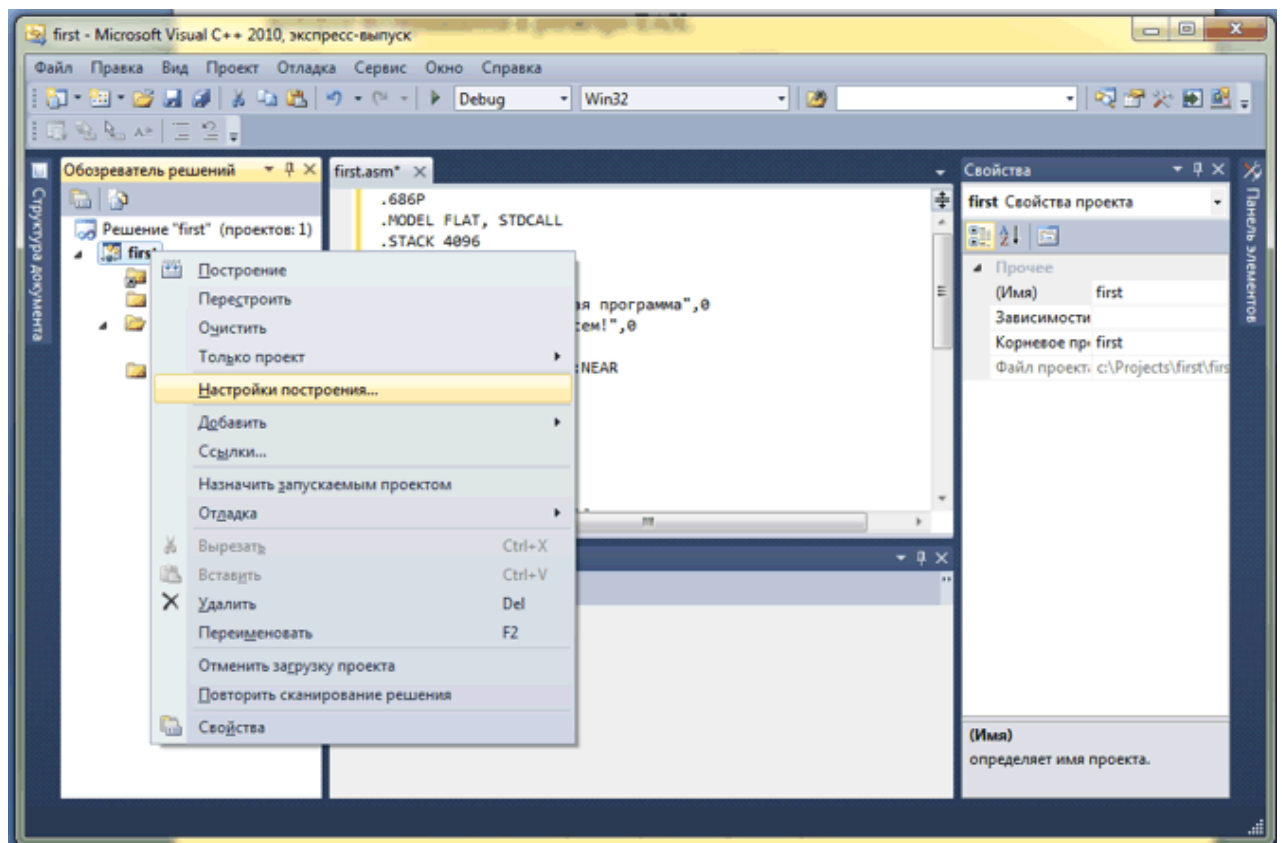 first - Microsoft Visual C++ 2010, экспресс-выпуск
Файл Правка Вид Проект Отладка Сервис Окно Справка
Debug Win32
Структура документа
Обозреватель решений
Решение "first" (проектов: 1)
first
first.asm*
.686P
.MODEL FLAT, STDCALL
.STACK 4096
ая программа",0
сем!",0
:NEAR
Построение
Перестроить
Очистить
Только проект
Настройки построения...
Добавить
Ссылки...
Назначить запускаемым проектом
Отладка
Вырезать Ctrl+X
Вставить Ctrl+V
Удалить Del
Переименовать F2
Отменить загрузку проекта
Повторить сканирование решения
Свойства
Свойства
first Свойства проекта
Прочее
(Имя) first
Зависимости
Корневое про first
Файл проект c:\Projects\first\firs
(Имя)
определяет имя проекта.
Панель элементов